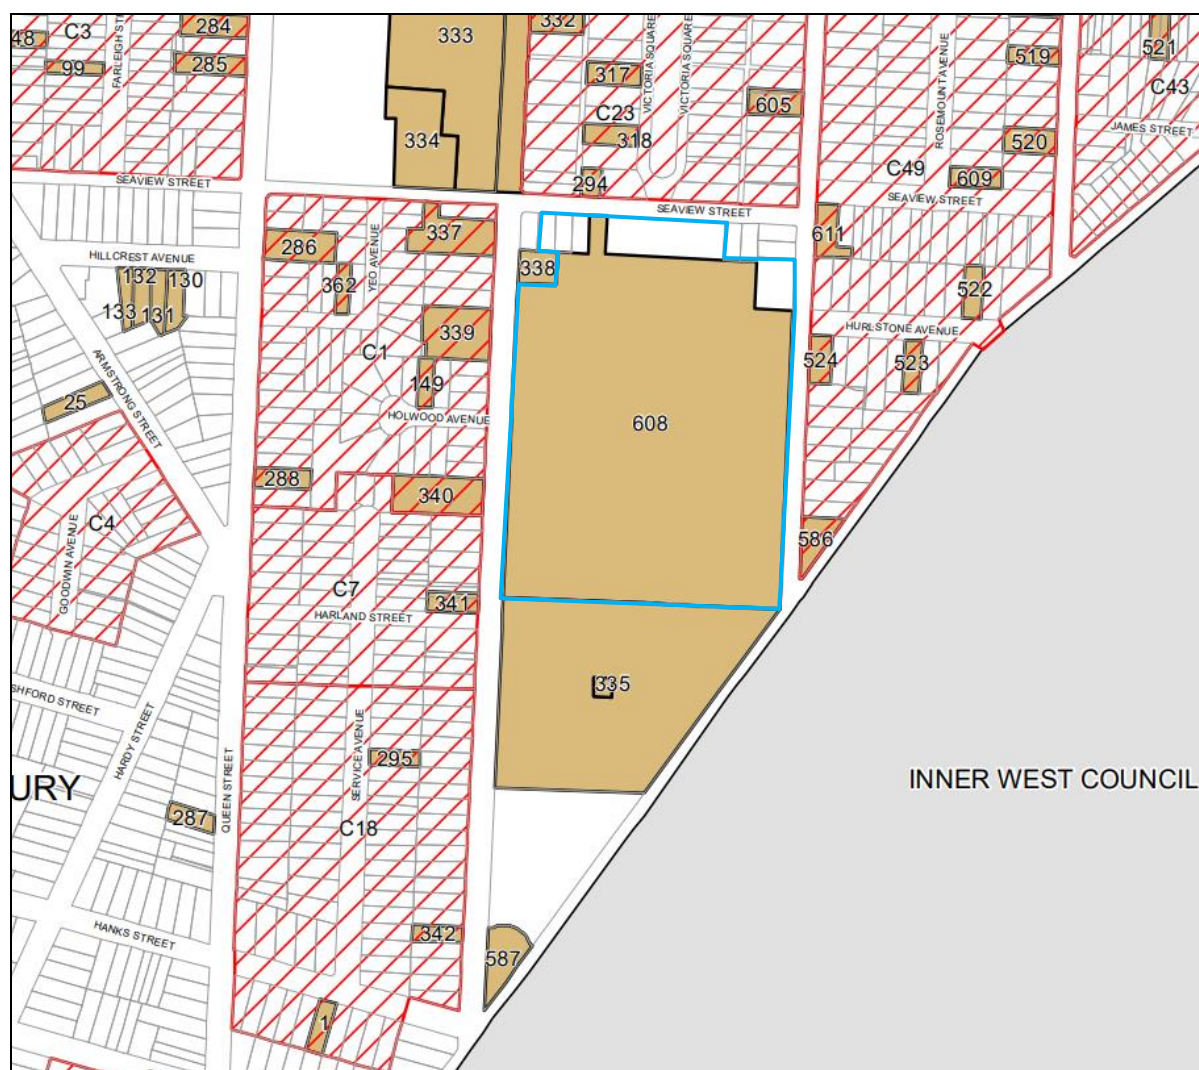 C3
FARLEIGH ST
284
333
332
VICTORIA SQUARE
VICTORIA SQUARE
ROSEMOUNT AVENUE
519
521
48
99
285
317
C43
C23
605
JAMES STREET
334
318
520
C49
294
609
SEAVIEW STREET
SEAVIEW STREET
SEAVIEW STREET
286
YEO AVENUE
337
611
HILLCREST AVENUE
338
132
130
362
522
133
131
339
HURLSTONE AVENUE
C1
524
523
149
ARMSTRONG STREET
25
HOLWOOD AVENUE
608
288
340
C4
586
GOODWIN AVENUE
C7
341
HARLAND STREET
335
SHFORD STREET
HARDY STREET
SERVICE AVENUE
295
INNER WEST COUNCIL
URY
QUEEN STREET
287
C18
HANKS STREET
342
587
1